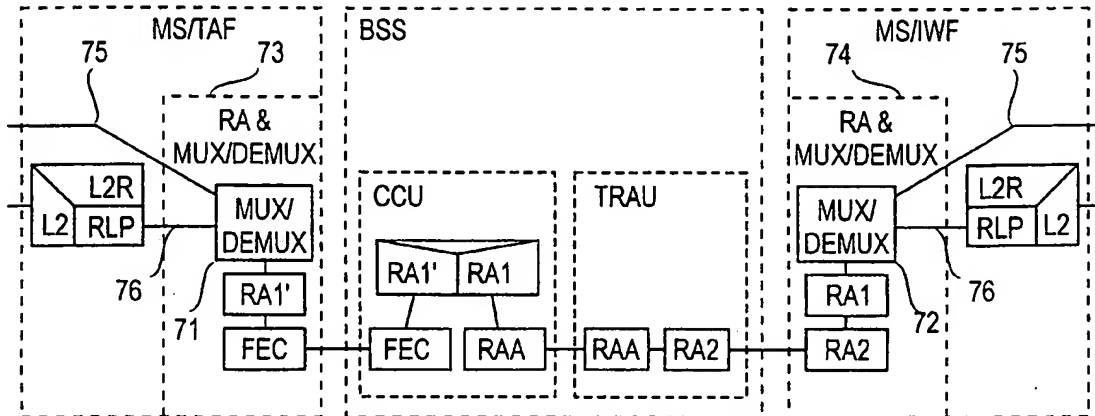 MS/TAF
75
73
RA &
MUX/DEMUX
L2R
L2
RLP
76
MUX/
DEMUX
71
RA1'
FEC
BSS
CCU
RA1'
RA1
FEC
RAA
TRAU
RAA
RA2
MS/IWF
74
75
RA &
MUX/DEMUX
MUX/
DEMUX
L2R
RLP
L2
76
72
RA1
RA2